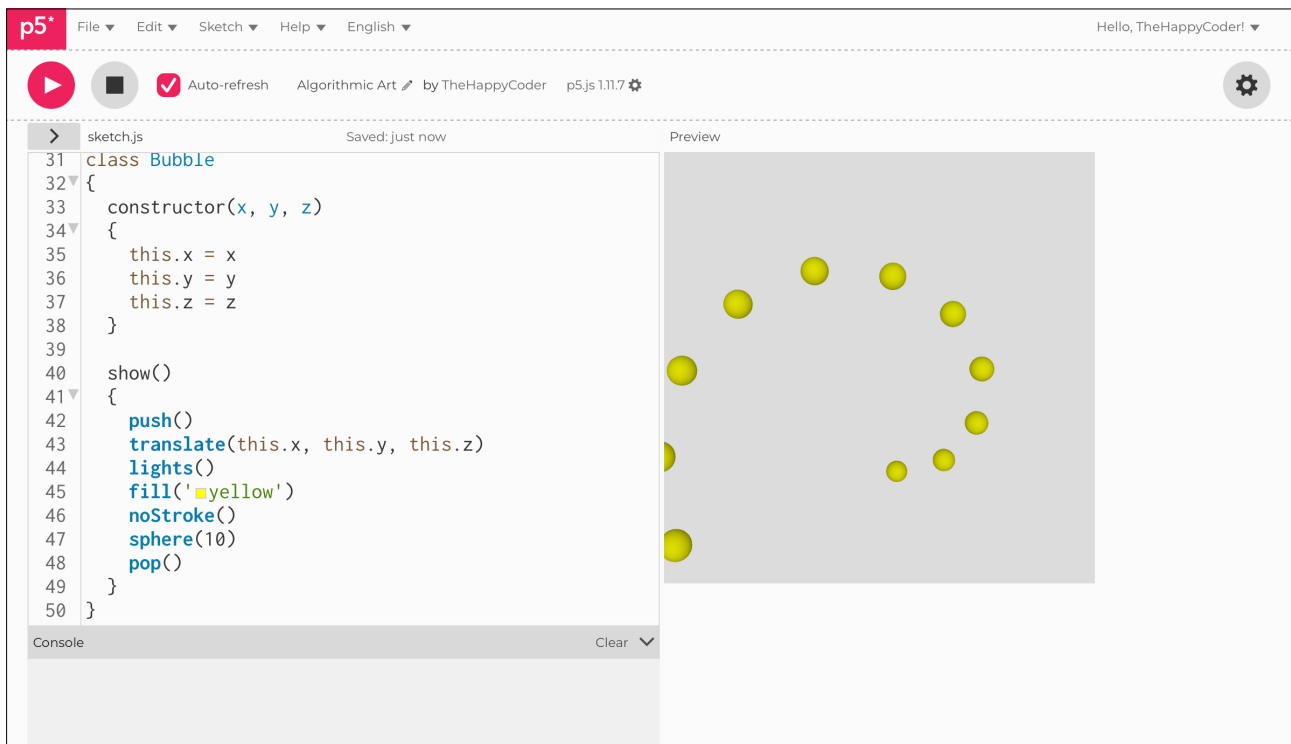 p5* File Edit Sketch Help English Hello, TheHappyCoder!
Auto-refresh Algorithmic Art by TheHappyCoder p5.js 1.11.7
sketch.js Saved: just now Preview
31 class Bubble
32 {
33 constructor(x, y, z)
34 {
35 this.x = x
36 this.y = y
37 this.z = z
38 }
39
40 show()
41 {
42 push()
43 translate(this.x, this.y, this.z)
44 lights()
45 fill('yellow')
46 noStroke()
47 sphere(10)
48 pop()
49 }
50 }
Console Clear